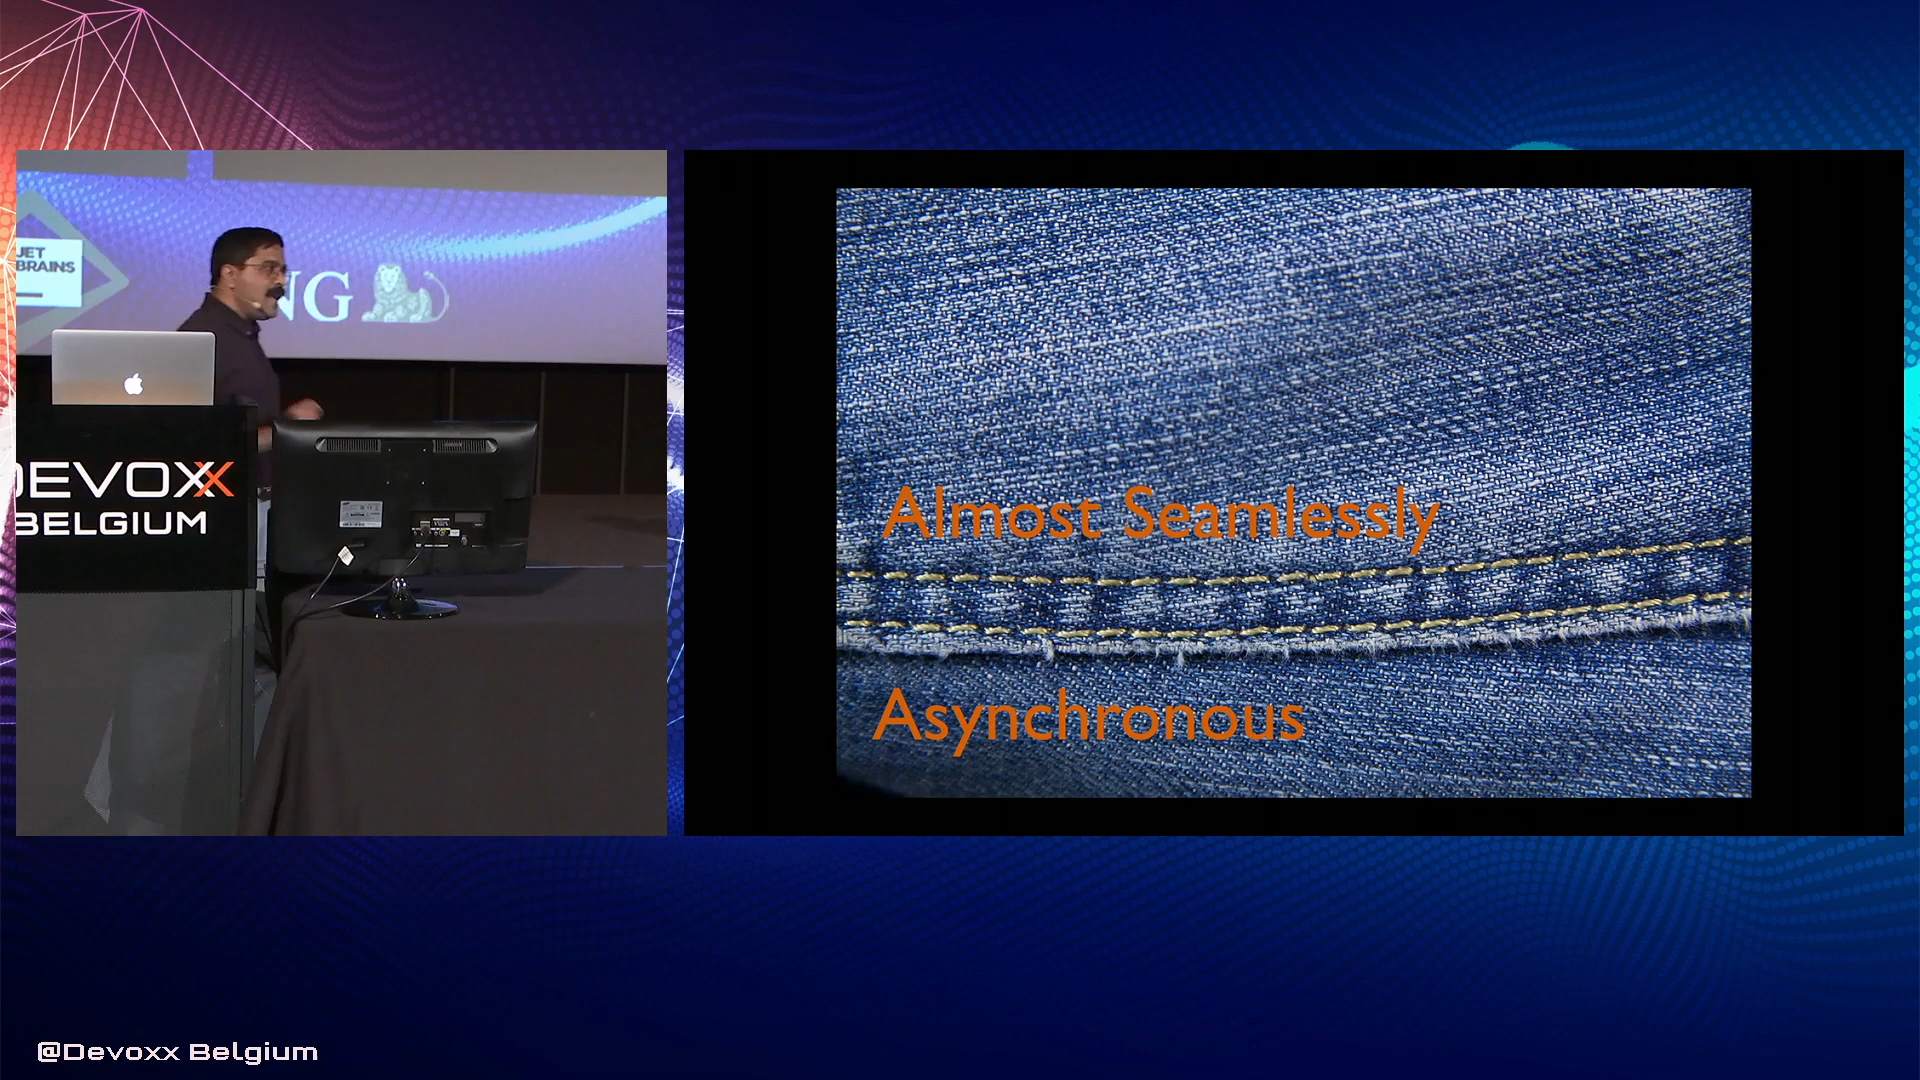 JET
BRAINS
NG
DEVOXX
BELGIUM
Almost Seamlessly
Asynchronous
@Devoxx Belgium